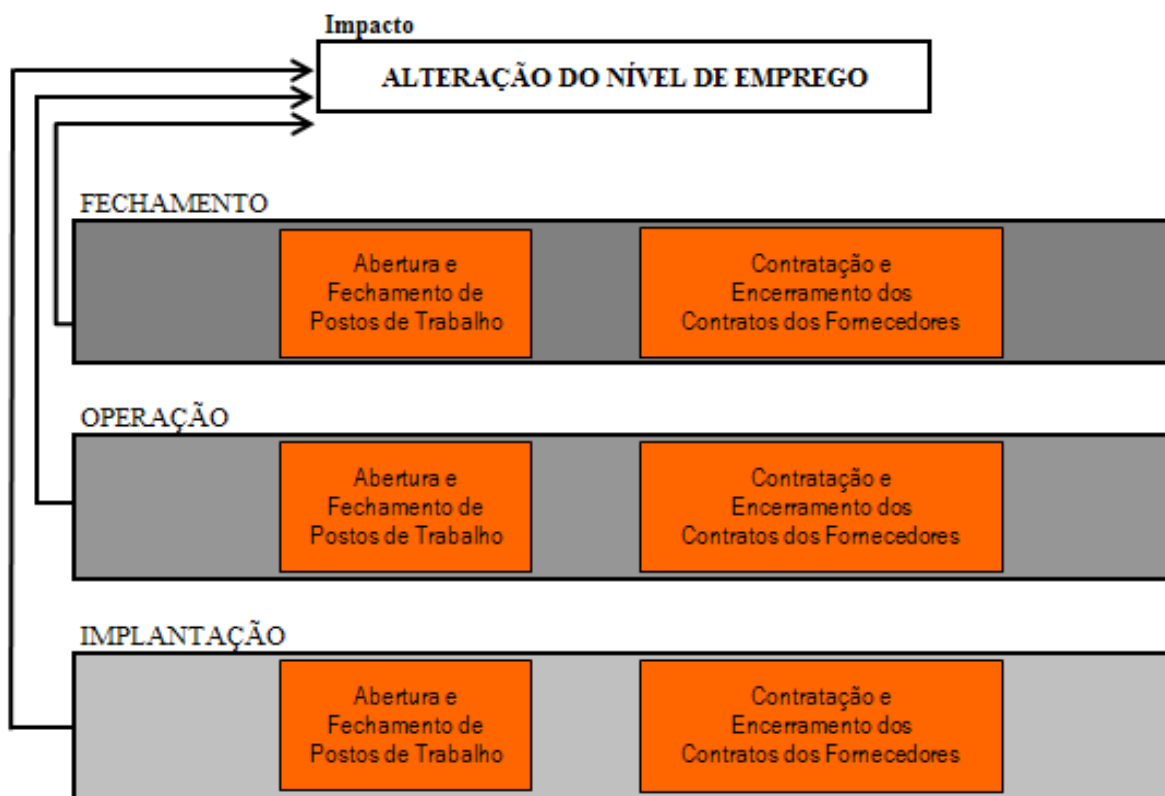 Impacto
ALTERAÇÃO DO NÍVEL DE EMPREGO
FECHAMENTO
Abertura e
Fechamento de
Postos de Trabalho
Contratação e
Encerramento dos
Contratos dos Fornecedores
OPERAÇÃO
Abertura e
Fechamento de
Postos de Trabalho
Contratação e
Encerramento dos
Contratos dos Fornecedores
IMPLANTAÇÃO
Abertura e
Fechamento de
Postos de Trabalho
Contratação e
Encerramento dos
Contratos dos Fornecedores